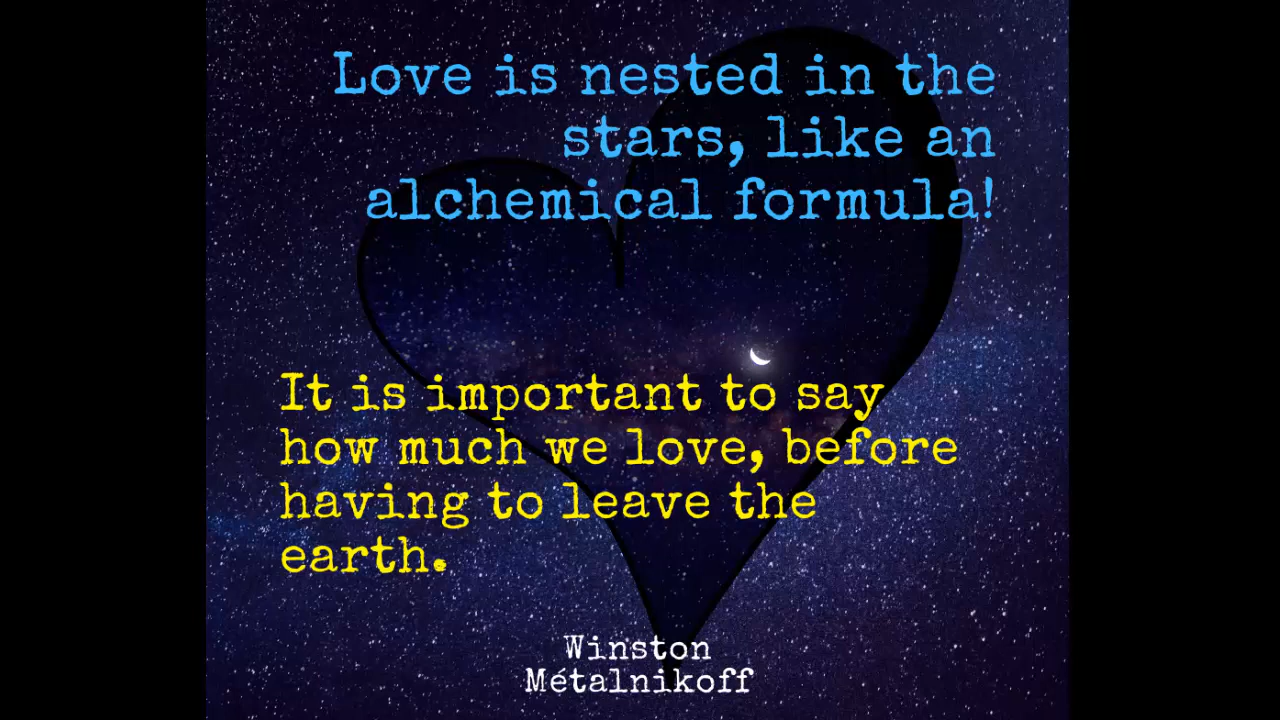 Love is nested in the
stars, like an
alchemical formula!
It is important to say
how much we love, before
having to leave the
earth.
Winston
Métalnikoff